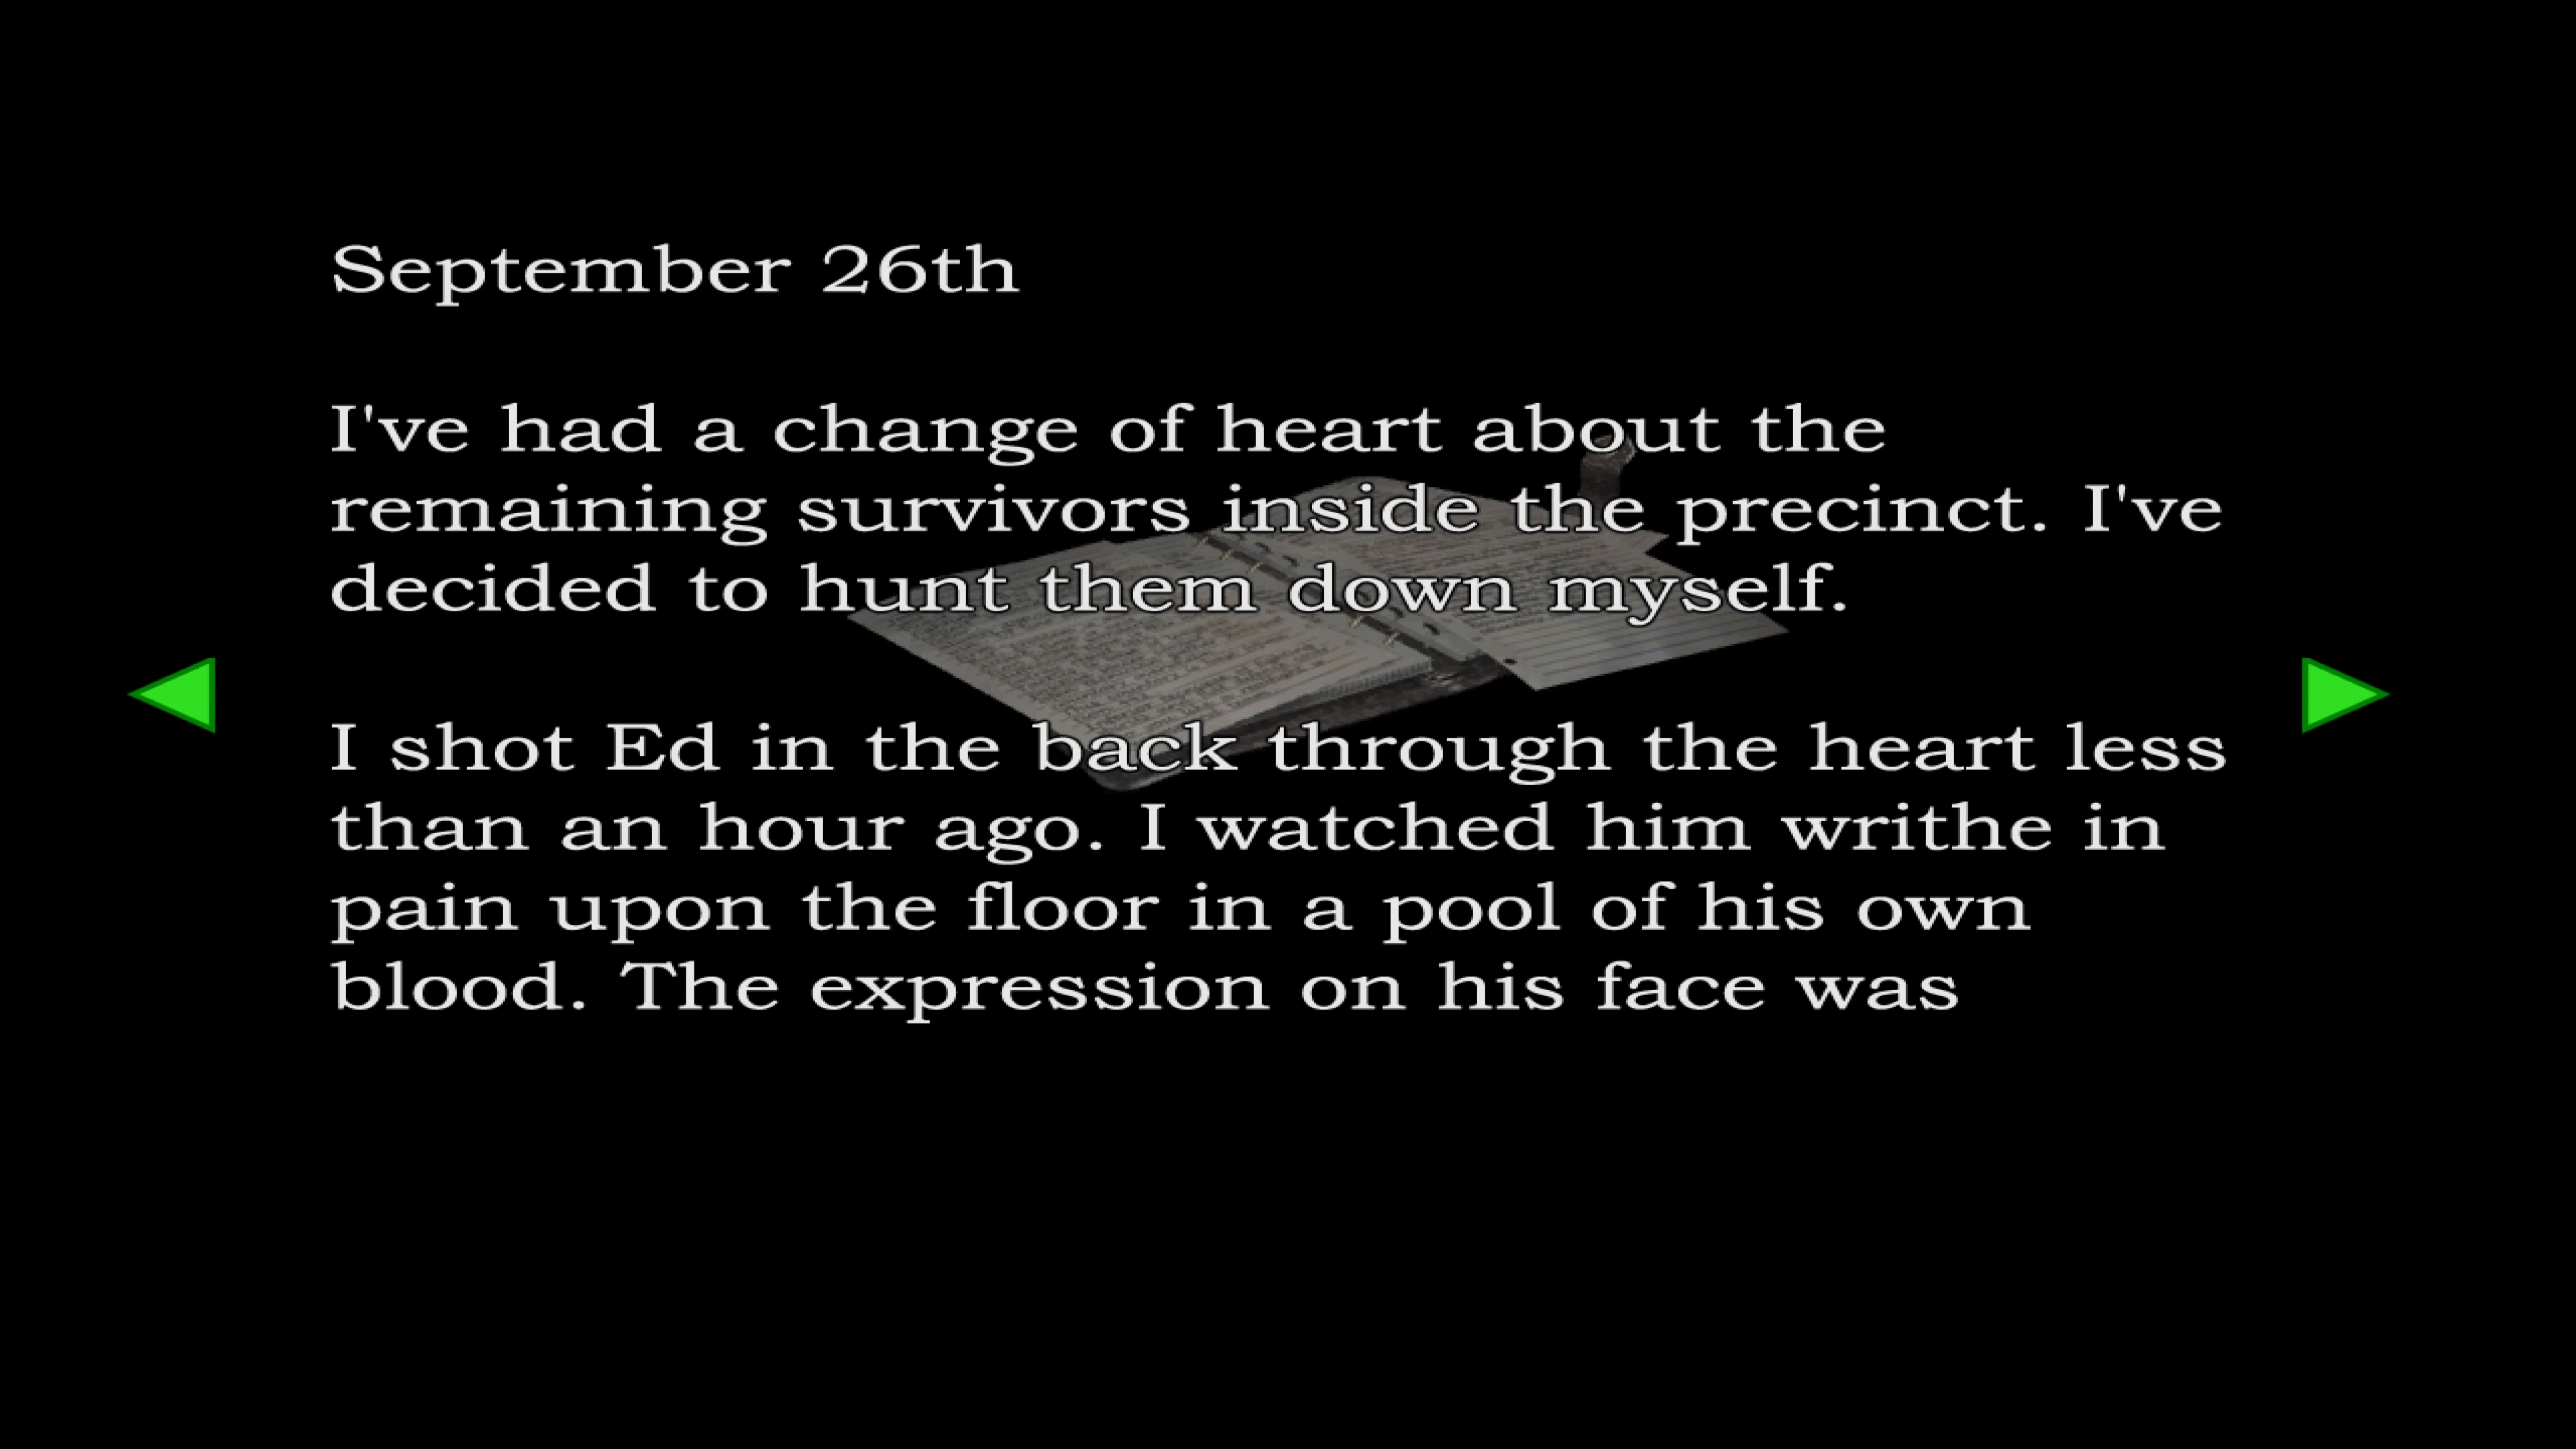 September 26th
I've had a change of heart about the
remaining survivors inside the precinct. I've
decided to hunt them down myself.
I shot Ed in the back through the heart less
than an hour ago. I watched him writhe in
pain upon the floor in a pool of his own
blood. The expression on his face was